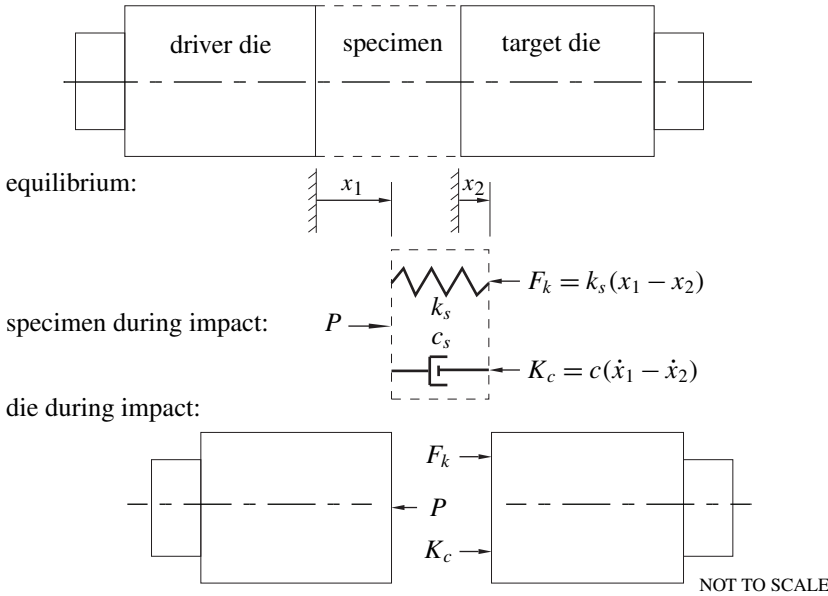 driver die specimen target die
equilibrium: x₁ x₂
F_k = k_s(x₁ − x₂)
k_s
specimen during impact: P
c_s
K_c = c(ẋ₁ − ẋ₂)
die during impact:
F_k
P
K_c
NOT TO SCALE